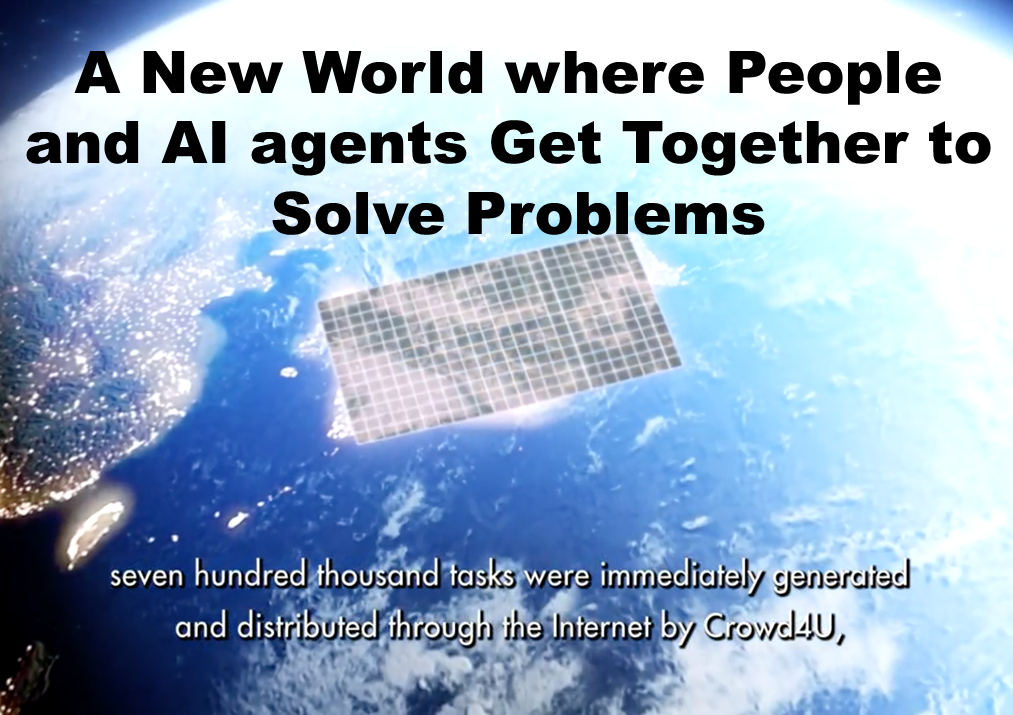 A New World where People
and AI agents Get Together to
Solve Problems
seven hundred thousand tasks were immediately generated
and distributed through the Internet by Crowd4U,